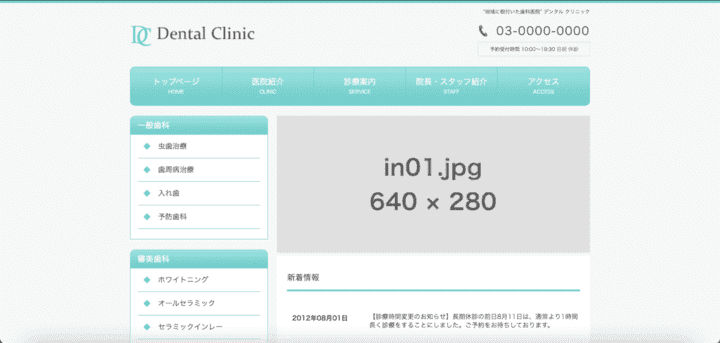 "地域に根付いた歯科医院" デンタル クリニック
DC Dental Clinic
03-0000-0000
予約受付時間 10:00〜19:30 日祝 休診
トップページ
HOME
医院紹介
CLINIC
診療案内
SERVICE
院長・スタッフ紹介
STAFF
アクセス
ACCESS
一般歯科
虫歯治療
歯周病治療
入れ歯
予防歯科
審美歯科
ホワイトニング
オールセラミック
セラミックインレー
in01.jpg
640 × 280
新着情報
2012年08月01日
【診療時間変更のお知らせ】長期休診の前日8月11日は、通常より1時間
長く診療をすることにしました。ご予約をお待ちしております。